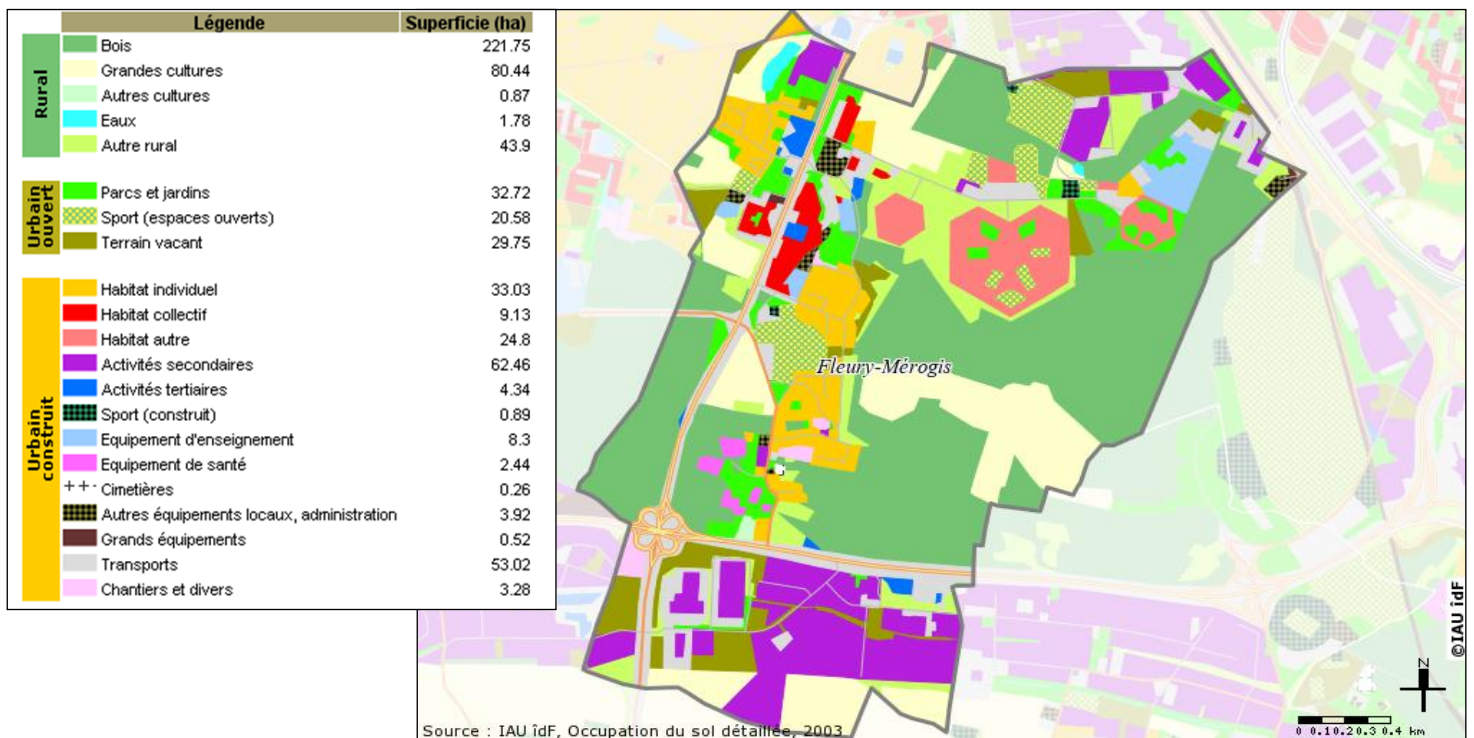 Légende Superficie (ha)
Rural
Bois 221.75
Grandes cultures 80.44
Autres cultures 0.87
Eaux 1.78
Autre rural 43.9
Urbain ouvert
Parcs et jardins 32.72
Sport (espaces ouverts) 20.58
Terrain vacant 29.75
Urbain construit
Habitat individuel 33.03
Habitat collectif 9.13
Habitat autre 24.8
Activités secondaires 62.46
Activités tertiaires 4.34
Sport (construit) 0.89
Equipement d'enseignement 8.3
Equipement de santé 2.44
Cimetières 0.26
Autres équipements locaux, administration 3.92
Grands équipements 0.52
Transports 53.02
Chantiers et divers 3.28
Fleury-Mérogis
©IAU îdF
N
Source : IAU îdF, Occupation du sol détaillée, 2003
0 0.10.20.3 0.4 km